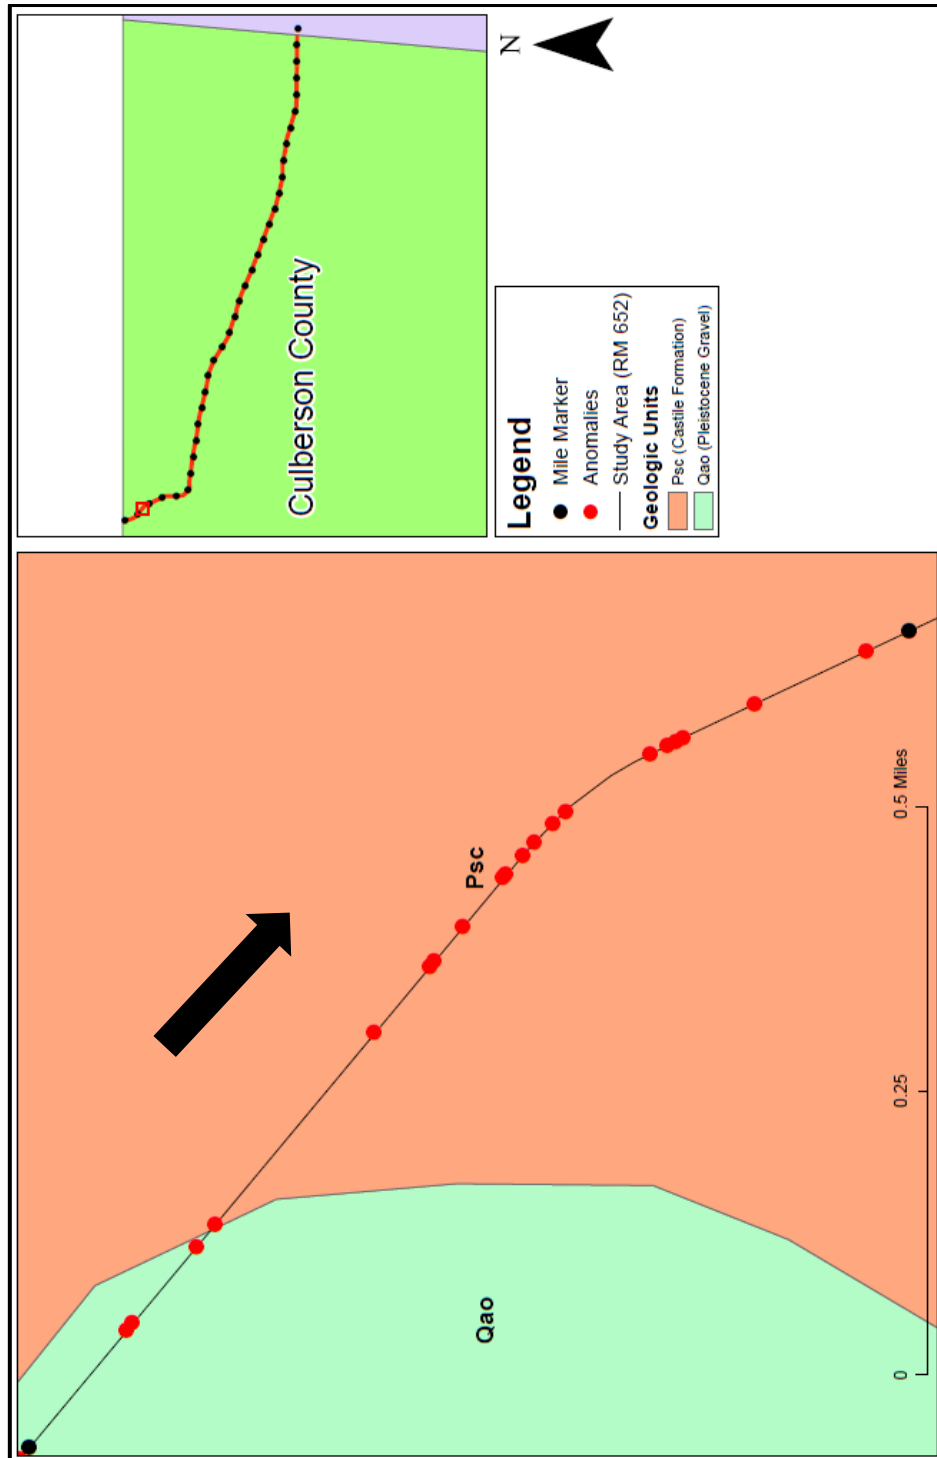 N
Culberson County
Legend
Mile Marker
Anomalies
Study Area (RM 652)
Geologic Units
Psc (Castile Formation)
Qao (Pleistocene Gravel)
Psc
Qao
0
0.25
0.5 Miles